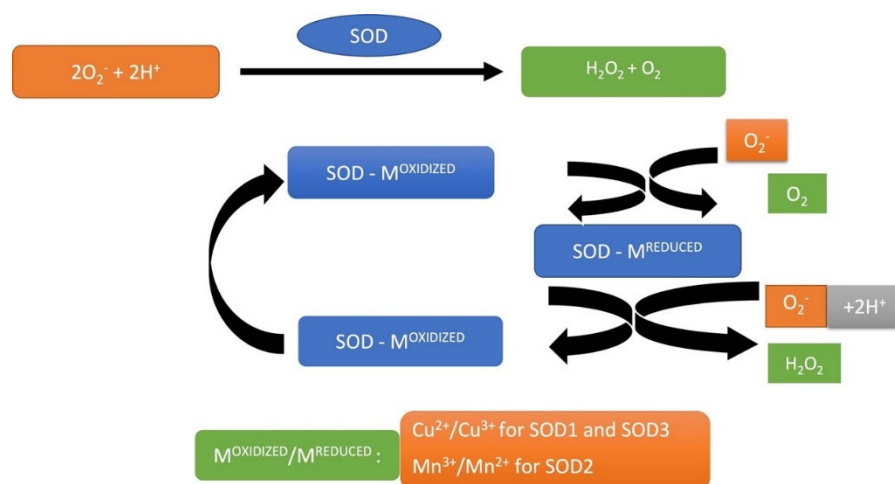 SOD
2O₂⁻ + 2H⁺
H₂O₂ + O₂
SOD - Mᴼˣᴵᴰᴵᶻᴱᴰ
O₂⁻
O₂
SOD - Mᴿᴱᴰᵁᶜᴱᴰ
O₂⁻ +2H⁺
SOD - Mᴼˣᴵᴰᴵᶻᴱᴰ
H₂O₂
Mᴼˣᴵᴰᴵᶻᴱᴰ/Mᴿᴱᴰᵁᶜᴱᴰ :
Cu²⁺/Cu³⁺ for SOD1 and SOD3
Mn³⁺/Mn²⁺ for SOD2